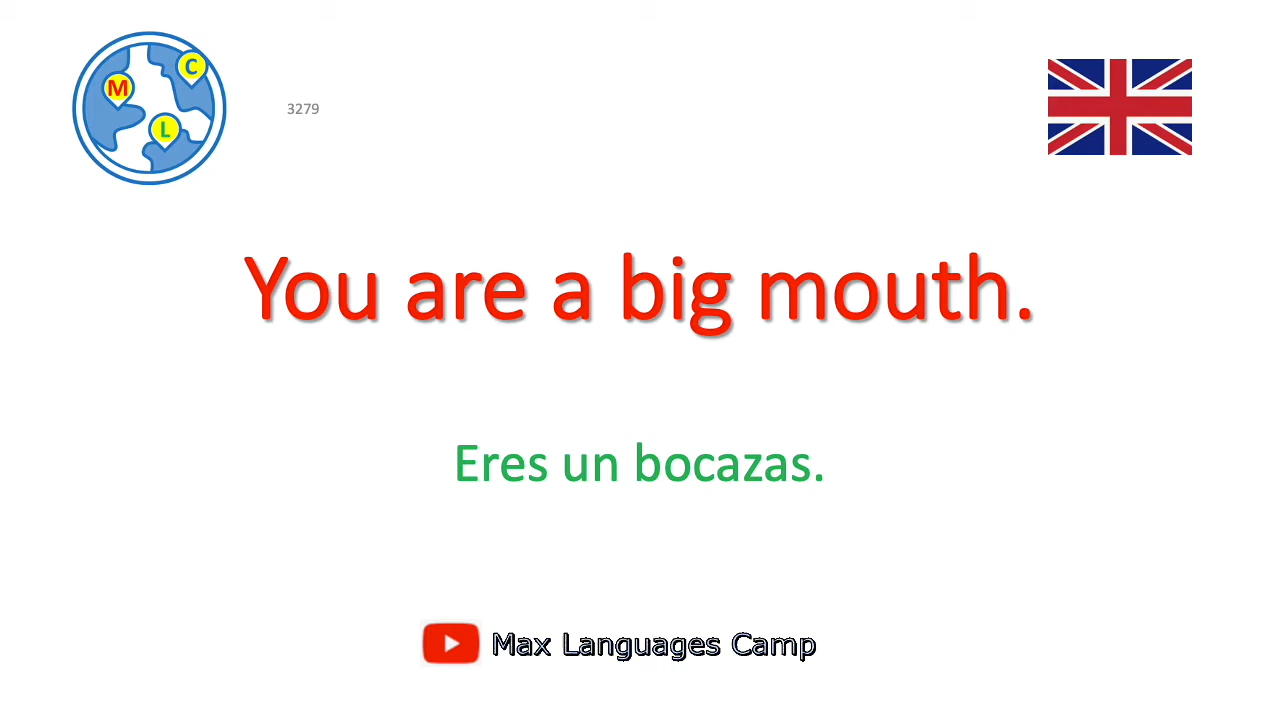 C
M
L
3279
You are a big mouth.
Eres un bocazas.
Max Languages Camp